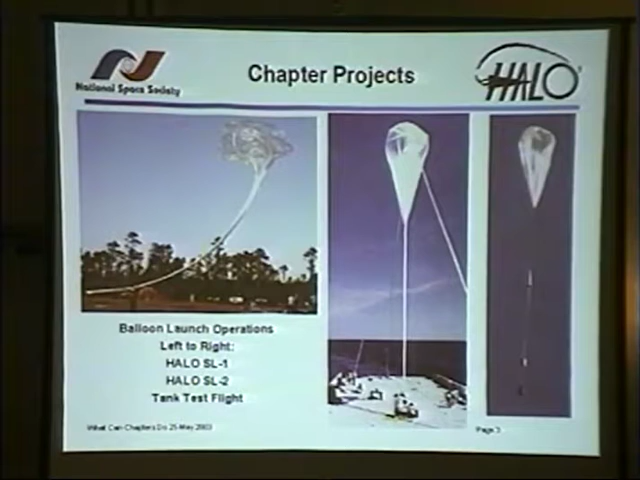 National Space Society
Chapter Projects
HALO
Balloon Launch Operations
Left to Right:
HALO SL-1
HALO SL-2
Tank Test Flight
What Can Chapters Do 25 May 2003
Page 3